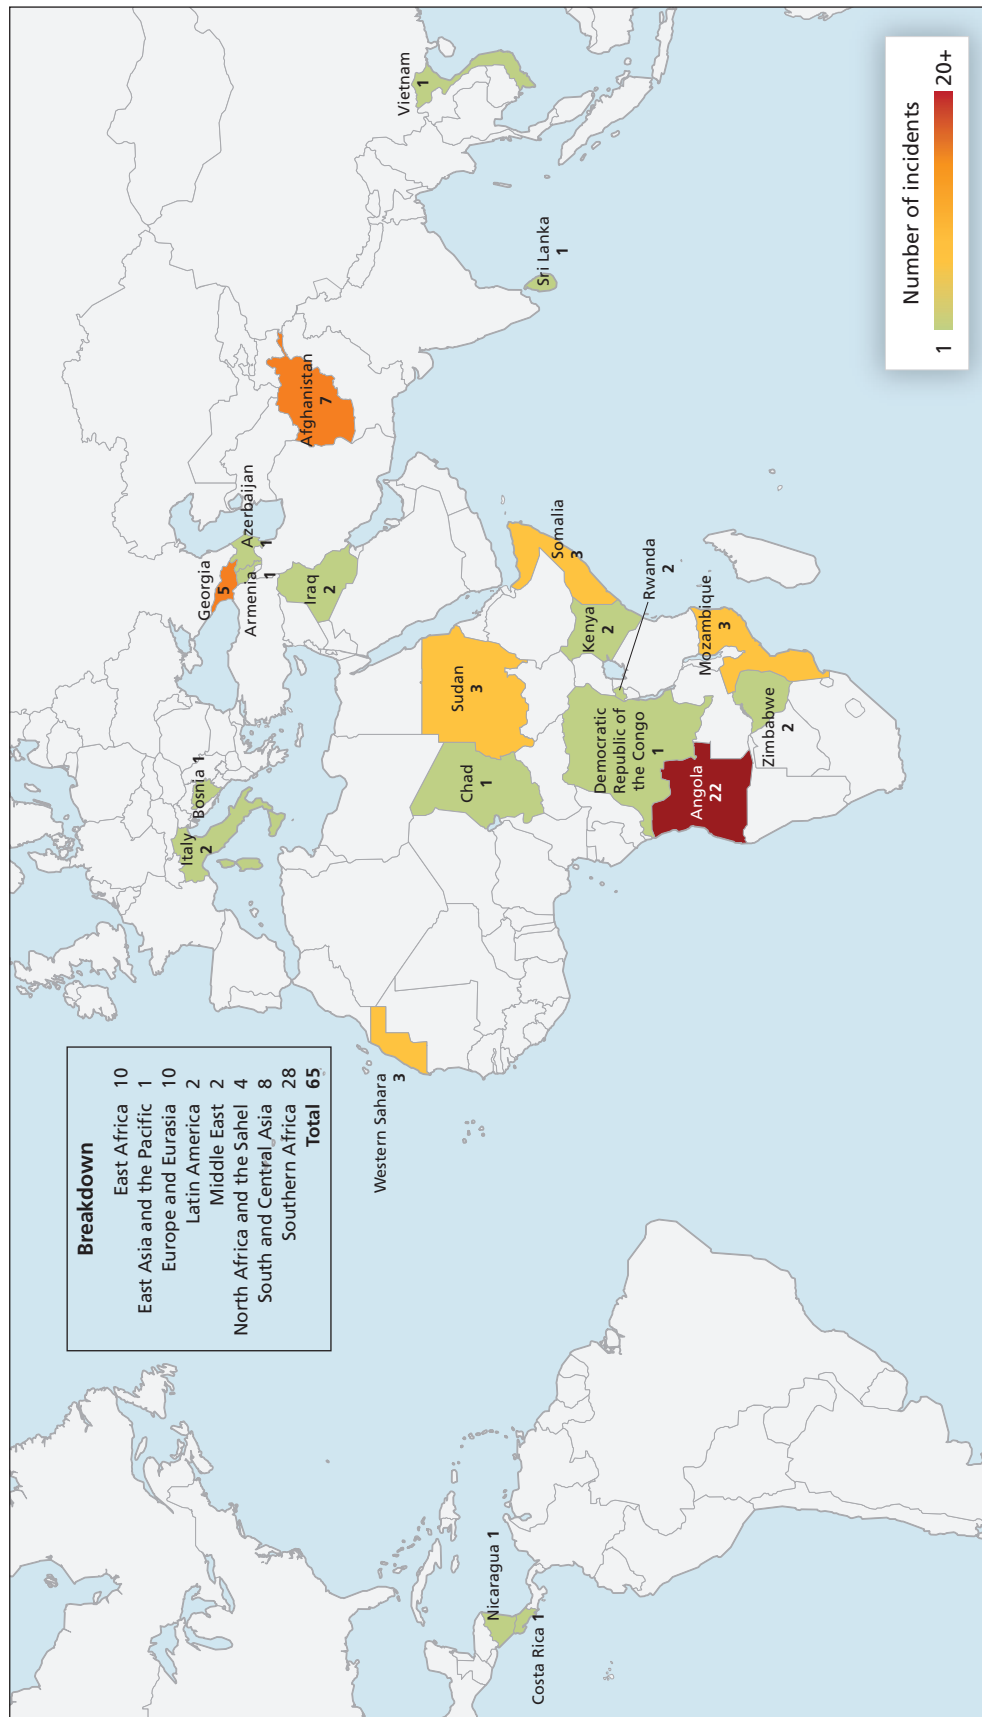 Breakdown
East Africa 10
East Asia and the Pacific 1
Europe and Eurasia 10
Latin America 2
Middle East 2
North Africa and the Sahel 4
South and Central Asia 8
Southern Africa 28
Total 65
Nicaragua 1
Costa Rica 1
Western Sahara
3
Italy
2
Bosnia 1
Georgia
5
Armenia
1
Azerbaijan
1
Iraq
2
Afghanistan
7
Vietnam
1
Sri Lanka
1
Chad
1
Sudan
3
Somalia
3
Kenya
2
Rwanda
2
Democratic
Republic of
the Congo
1
Angola
22
Zimbabwe
2
Mozambique
3
Number of incidents
1
20+